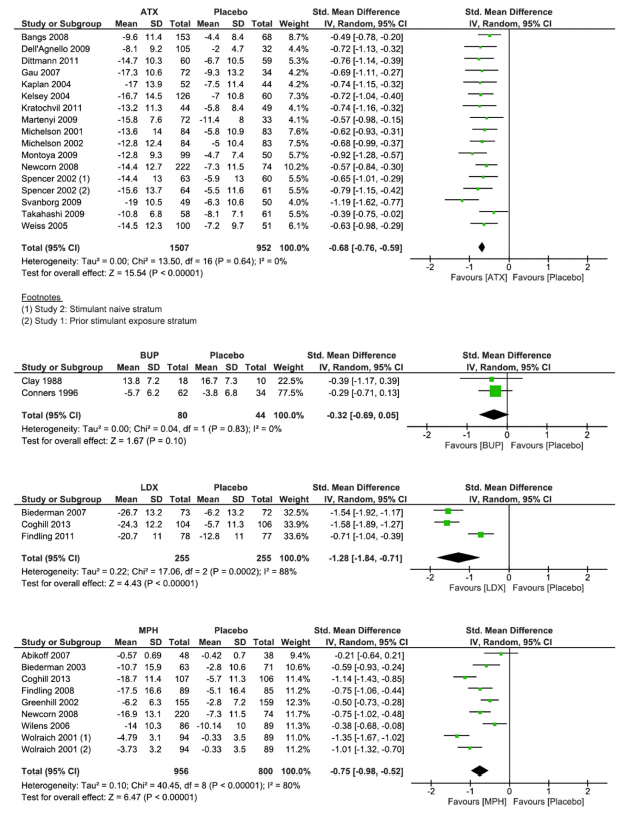 ATX Placebo Std. Mean Difference Std. Mean Difference
Study or Subgroup Mean SD Total Mean SD Total Weight IV, Random, 95% CI IV, Random, 95% CI
Bangs 2008 -9.6 11.4 153 -4.4 8.4 68 8.7% -0.49 [-0.78, -0.20]
Dell'Agnello 2009 -8.1 9.2 105 -2 4.7 32 4.4% -0.72 [-1.13, -0.32]
Dittmann 2011 -14.7 10.3 60 -6.7 10.5 59 5.2% -0.76 [-1.14, -0.39]
Gau 2007 -17.3 10.6 72 -9.3 13.2 34 4.2% -0.69 [-1.11, -0.27]
Kaplan 2004 -17 13.9 52 -7.5 11.4 44 4.2% -0.74 [-1.15, -0.32]
Kelsey 2004 -16.7 14.5 126 -7 10.8 60 7.2% -0.72 [-1.04, -0.40]
Kratochvil 2011 -13.2 11.3 44 -5.8 8.4 49 4.1% -0.74 [-1.16, -0.32]
Martenyi 2009 -15.8 7.6 72 -11.4 8 33 4.1% -0.57 [-0.98, -0.15]
Michelson 2001 -13.6 14 84 -5.8 10.9 83 7.5% -0.62 [-0.93, -0.31]
Michelson 2002 -12.8 12.4 84 -5 10.4 83 7.4% -0.68 [-0.99, -0.37]
Montoya 2009 -12.8 9.3 99 -4.7 7.4 50 5.7% -0.92 [-1.28, -0.57]
Newcorn 2008 -14.4 12.7 222 -7.3 11.5 74 10.2% -0.57 [-0.84, -0.30]
Spencer 2002 (1) -14.4 13 63 -5.9 13 60 5.5% -0.65 [-1.01, -0.29]
Spencer 2002 (2) -15.6 13.7 64 -5.5 11.6 61 5.5% -0.79 [-1.15, -0.42]
Svanborg 2009 -19 10.5 49 -6.3 10.6 50 3.9% -1.19 [-1.62, -0.77]
Takahashi 2009 -10.8 6.8 58 -8.1 7.1 61 5.5% -0.39 [-0.75, -0.02]
Weiss 2005 -14.5 12.3 100 -7.2 9.7 51 6.1% -0.63 [-0.98, -0.29]
Total (95% CI) 1507 952 100.0% -0.68 [-0.76, -0.59]
Heterogeneity: Tau² = 0.00; Chi² = 13.50, df = 16 (P = 0.64); I² = 0%
Test for overall effect: Z = 15.54 (P < 0.00001)
-2 -1 0 1 2
Favours [ATX] Favours [Placebo]
Footnotes
(1) Study 2: Stimulant naive stratum
(2) Study 1: Prior stimulant exposure stratum
BUP Placebo Std. Mean Difference Std. Mean Difference
Study or Subgroup Mean SD Total Mean SD Total Weight IV, Random, 95% CI IV, Random, 95% CI
Clay 1988 13.8 7.2 18 16.7 7.3 10 22.5% -0.39 [-1.17, 0.39]
Conners 1996 -5.7 6.2 62 -3.8 6.8 34 77.5% -0.29 [-0.71, 0.13]
Total (95% CI) 80 44 100.0% -0.32 [-0.69, 0.05]
Heterogeneity: Tau² = 0.00; Chi² = 0.04, df = 1 (P = 0.83); I² = 0%
Test for overall effect: Z = 1.67 (P = 0.10)
-2 -1 0 1 2
Favours [BUP] Favours [Placebo]
LDX Placebo Std. Mean Difference Std. Mean Difference
Study or Subgroup Mean SD Total Mean SD Total Weight IV, Random, 95% CI IV, Random, 95% CI
Biederman 2007 -26.7 13.2 73 -6.2 13.2 72 32.5% -1.54 [-1.92, -1.17]
Coghill 2013 -24.3 12.2 104 -5.7 11.3 106 33.9% -1.58 [-1.89, -1.27]
Findling 2011 -20.7 11 78 -12.8 11 77 33.6% -0.71 [-1.04, -0.39]
Total (95% CI) 255 255 100.0% -1.28 [-1.84, -0.71]
Heterogeneity: Tau² = 0.22; Chi² = 17.06, df = 2 (P = 0.0002); I² = 88%
Test for overall effect: Z = 4.43 (P < 0.00001)
-2 -1 0 1 2
Favours [LDX] Favours [Placebo]
MPH Placebo Std. Mean Difference Std. Mean Difference
Study or Subgroup Mean SD Total Mean SD Total Weight IV, Random, 95% CI IV, Random, 95% CI
Abikoff 2007 -0.57 0.69 48 -0.42 0.7 38 9.4% -0.21 [-0.64, 0.21]
Biederman 2003 -10.7 15.9 63 -2.8 10.6 71 10.8% -0.59 [-0.93, -0.24]
Coghill 2013 -18.7 11.4 107 -5.7 11.3 106 11.6% -1.14 [-1.43, -0.85]
Findling 2008 -17.5 16.6 89 -5.1 16.4 85 11.3% -0.75 [-1.06, -0.44]
Greenhill 2002 -6.2 6.3 155 -2.8 7.2 159 12.5% -0.50 [-0.73, -0.28]
Newcorn 2008 -16.9 13.1 220 -7.3 11.5 74 11.9% -0.75 [-1.02, -0.48]
Wilens 2006 -14 10.3 86 -10.14 10 89 11.4% -0.38 [-0.68, -0.08]
Wolraich 2001 (1) -4.79 3.1 94 -0.33 3.5 89 11.0% -1.35 [-1.67, -1.02]
Wolraich 2001 (2) -3.73 3.2 94 -0.33 3.5 89 11.2% -1.01 [-1.32, -0.70]
Total (95% CI) 956 800 100.0% -0.75 [-0.98, -0.52]
Heterogeneity: Tau² = 0.10; Chi² = 40.45, df = 8 (P < 0.00001); I² = 80%
Test for overall effect: Z = 6.47 (P < 0.00001)
-2 -1 0 1 2
Favours [MPH] Favours [Placebo]